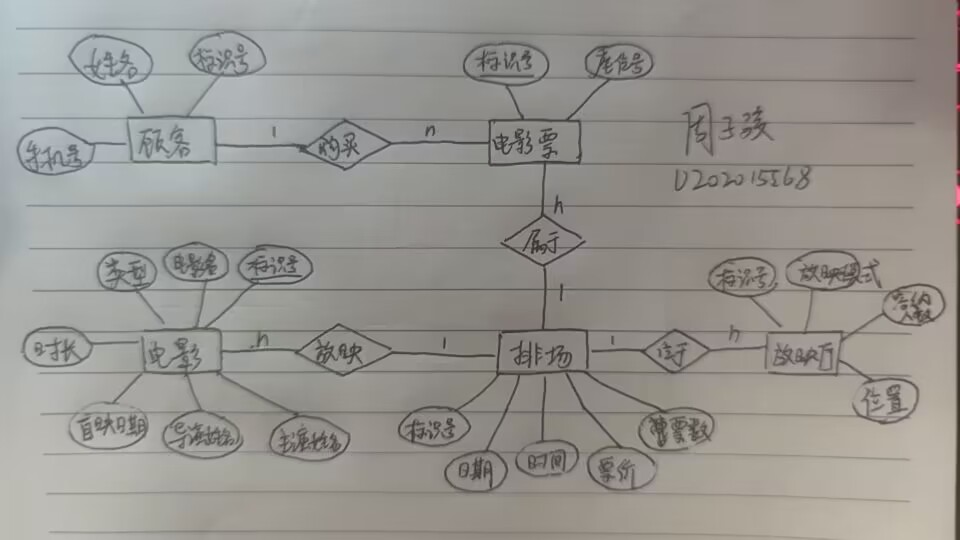 姓名 标识号 标识号 座位号
手机号 顾客 1 购买 n 电影票
周子骏
U202015568
n
属于
1
类型 电影名 标识号 标识号 放映模式 容纳人数
时长 电影 n 放映 1 排场 1 位于 n 放映厅
首映日期 导演姓名 主演姓名 标识号 位置
日期 时间 票价 售票数